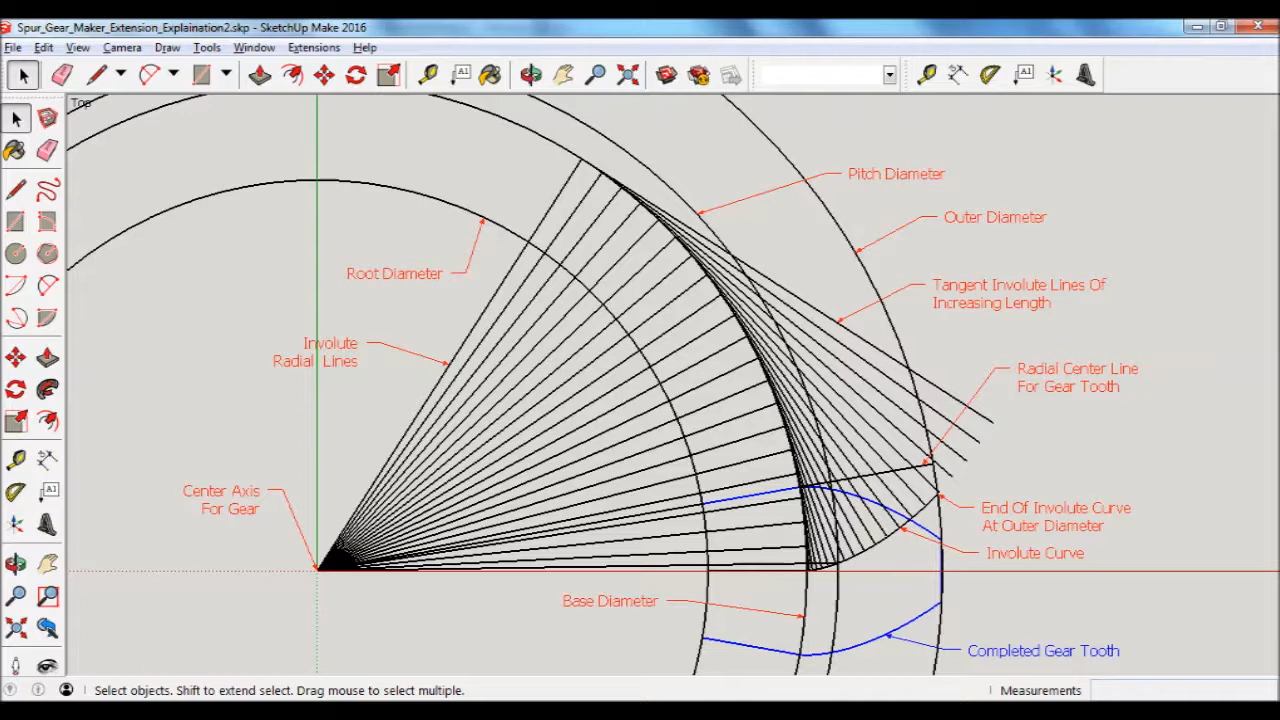 Spur_Gear_Maker_Extension_Explaination2.skp - SketchUp Make 2016
File Edit View Camera Draw Tools Window Extensions Help
A1
A1
Top
Pitch Diameter
Outer Diameter
Root Diameter
Tangent Involute Lines Of
Increasing Length
Involute
Radial Lines
Radial Center Line
For Gear Tooth
Center Axis
For Gear
A1
End Of Involute Curve
At Outer Diameter
Involute Curve
Base Diameter
Completed Gear Tooth
Select objects. Shift to extend select. Drag mouse to select multiple.
Measurements